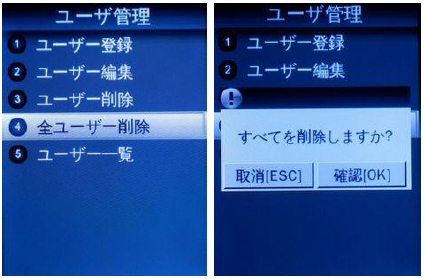 ユーザ管理
1 ユーザー登録
2 ユーザー編集
3 ユーザー削除
4 全ユーザー削除
5 ユーザー一覧
ユーザ管理
1 ユーザー登録
2 ユーザー編集
!
すべてを削除しますか?
取消[ESC] 確認[OK]